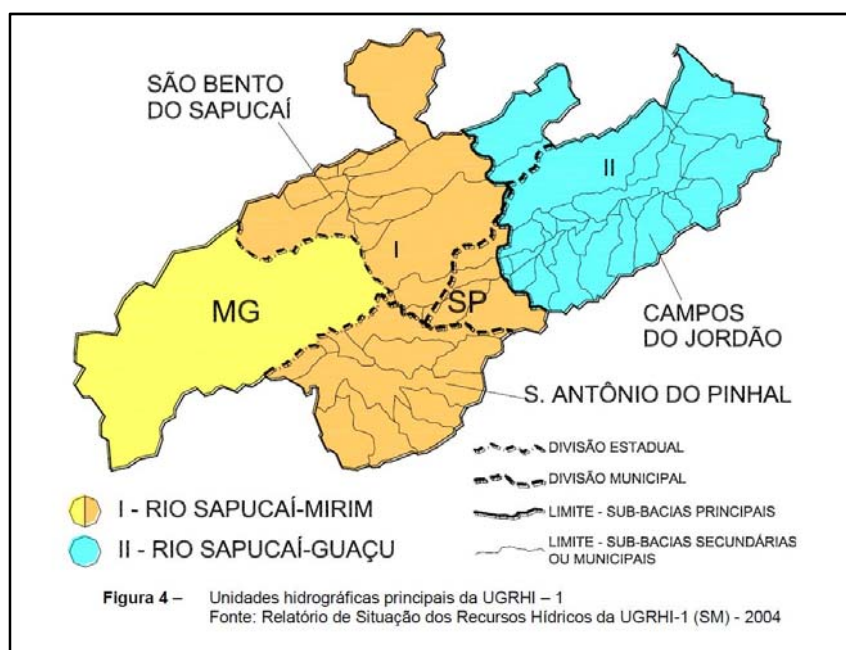 SÃO BENTO
DO SAPUCAÍ
II
I
MG
SP
CAMPOS
DO JORDÃO
S. ANTÔNIO DO PINHAL
DIVISÃO ESTADUAL
DIVISÃO MUNICIPAL
I - RIO SAPUCAÍ-MIRIM
LIMITE - SUB-BACIAS PRINCIPAIS
II - RIO SAPUCAÍ-GUAÇU
LIMITE - SUB-BACIAS SECUNDÁRIAS
OU MUNICIPAIS
Figura 4 – Unidades hidrográficas principais da UGRHI – 1
Fonte: Relatório de Situação dos Recursos Hídricos da UGRHI-1 (SM) - 2004